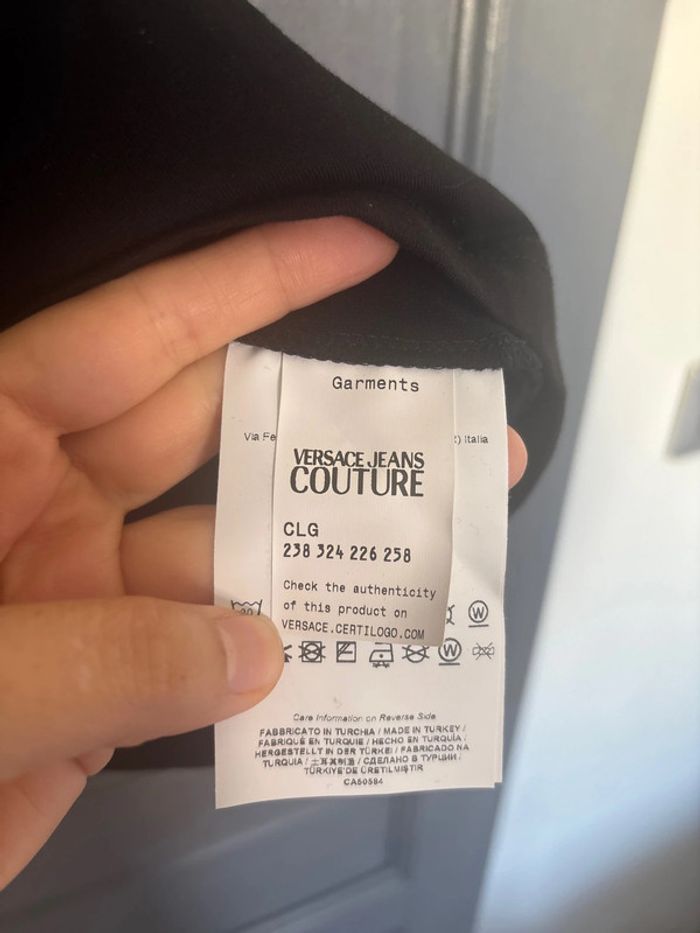 Garments
Via Fe
) Italia
VERSACE JEANS
COUTURE
CLG
238 324 226 258
Check the authenticity
of this product on
VERSACE.CERTILOGO.COM
W
W
Care Information on Reverse Side
FABBRICATO IN TURCHIA / MADE IN TURKEY /
FABRIQUÉ EN TURQUIE / HECHO EN TURQUÍA /
HERGESTELLT IN DER TÜRKEI / FABRICADO NA
TURQUIA / 土耳其制造 / СДЕЛАНО В ТУРЦИИ /
TÜRKİYE'DE ÜRETİLMİŞTİR
CA50584